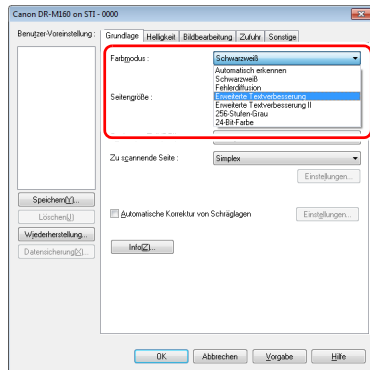 Canon DR-M160 on STI - 0000
Benutzer-Voreinstellung :
Grundlage Helligkeit Bildbearbeitung Zufuhr Sonstige
Farbmodus : Schwarzweiß
Automatisch erkennen
Schwarzweiß
Fehlerdiffusion
Seitengröße : Erweiterte Textverbesserung
Erweiterte Textverbesserung II
256-Stufen-Grau
24-Bit-Farbe
Zu scannende Seite : Simplex
Einstellungen...
Speichern(Y)...
Löschen(J)
Wiederherstellung...
Datensicherung(X)...
Automatische Korrektur von Schräglagen Einstellungen...
Info(Z)...
OK Abbrechen Vorgabe Hilfe